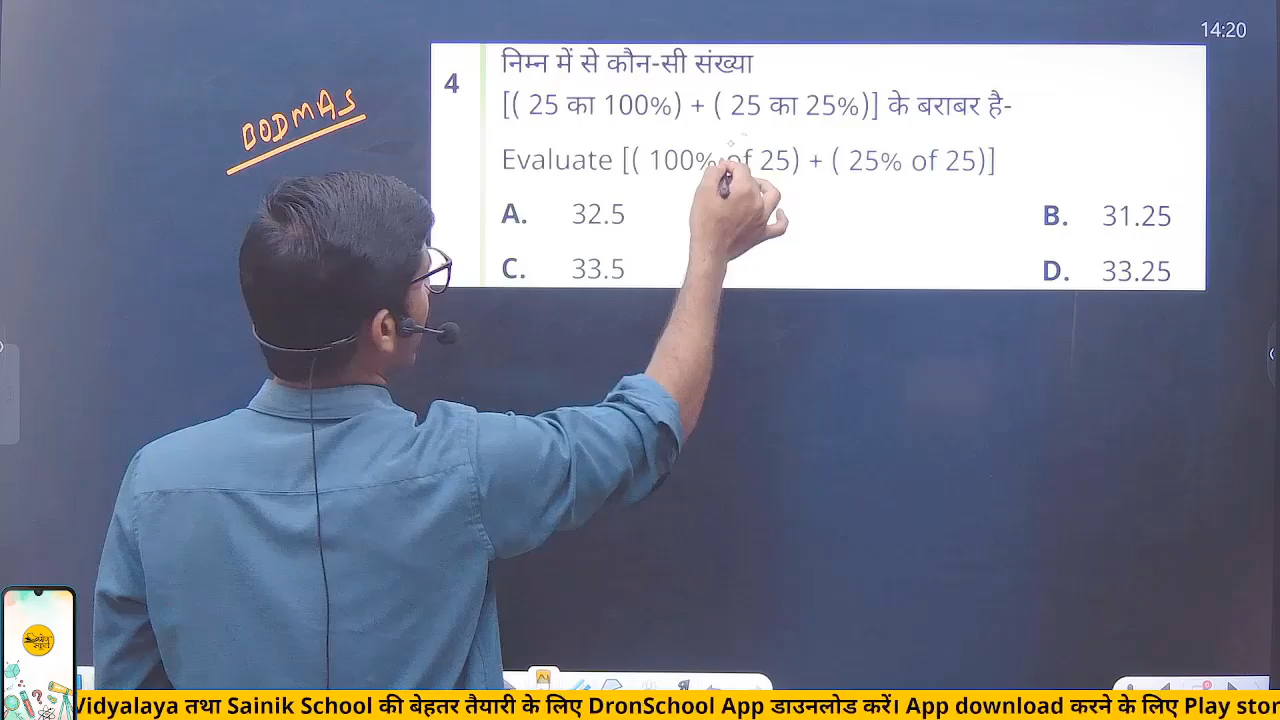 14:20
BODMAS
4
निम्न में से कौन-सी संख्या
[( 25 का 100%) + ( 25 का 25%)] के बराबर है-
Evaluate [( 100% of 25) + ( 25% of 25)]
A. 32.5
B. 31.25
C. 33.5
D. 33.25
Vidyalaya तथा Sainik School की बेहतर तैयारी के लिए DronSchool App डाउनलोड करें। App download करने के लिए Play stor